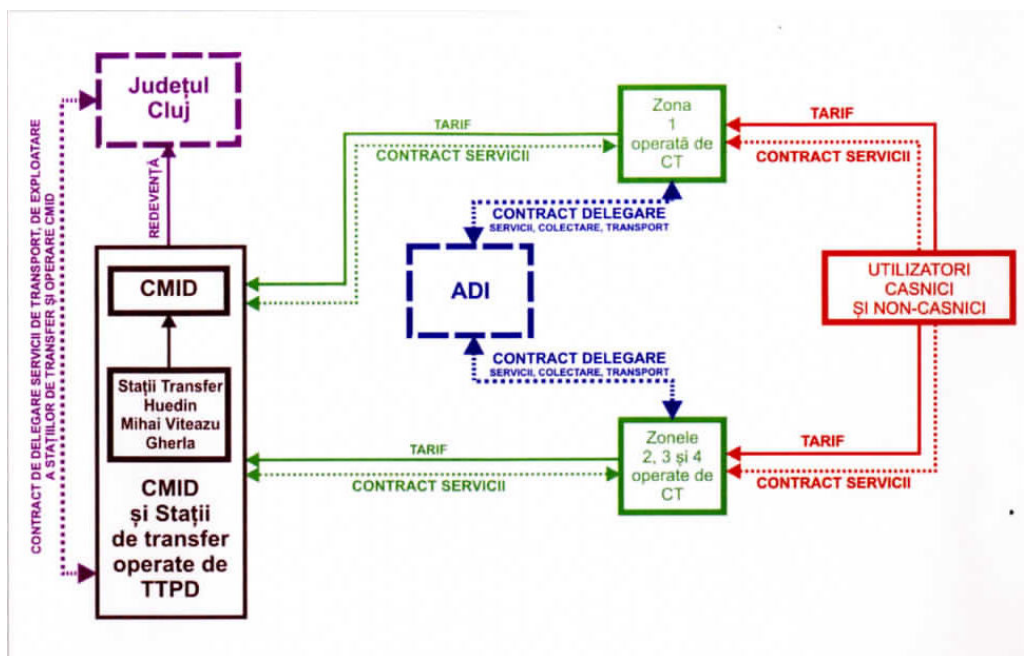 Județul
Cluj
CONTRACT DE DELEGARE SERVICII DE TRANSPORT, DE EXPLOATARE
A STAȚIILOR DE TRANSFER ȘI OPERARE CMID
REDEVENȚĂ
CMID
Stații Transfer
Huedin
Mihai Viteazu
Gherla
CMID
și Stații
de transfer
operate de
TTPD
TARIF
CONTRACT SERVICII
Zona
1
operată de
CT
TARIF
CONTRACT SERVICII
CONTRACT DELEGARE
SERVICII, COLECTARE, TRANSPORT
ADI
UTILIZATORI
CASNICI
ȘI NON-CASNICI
CONTRACT DELEGARE
SERVICII, COLECTARE, TRANSPORT
TARIF
CONTRACT SERVICII
Zonele
2, 3 și 4
operate de
CT
TARIF
CONTRACT SERVICII